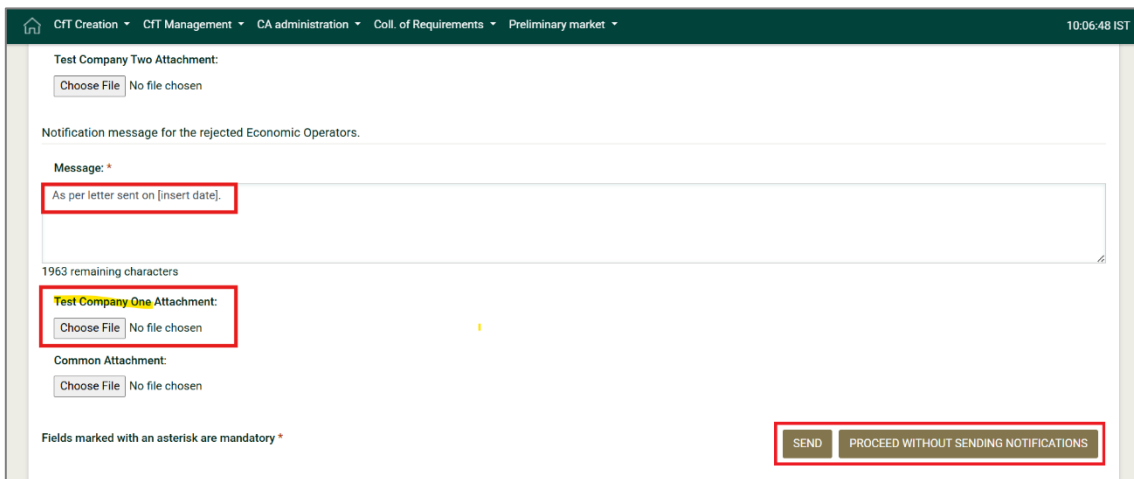 CfT Creation CfT Management CA administration Coll. of Requirements Preliminary market 10:06:48 IST
Test Company Two Attachment:
Choose File No file chosen
Notification message for the rejected Economic Operators.
Message: *
As per letter sent on [insert date].
1963 remaining characters
Test Company One Attachment:
Choose File No file chosen
Common Attachment:
Choose File No file chosen
Fields marked with an asterisk are mandatory * SEND PROCEED WITHOUT SENDING NOTIFICATIONS